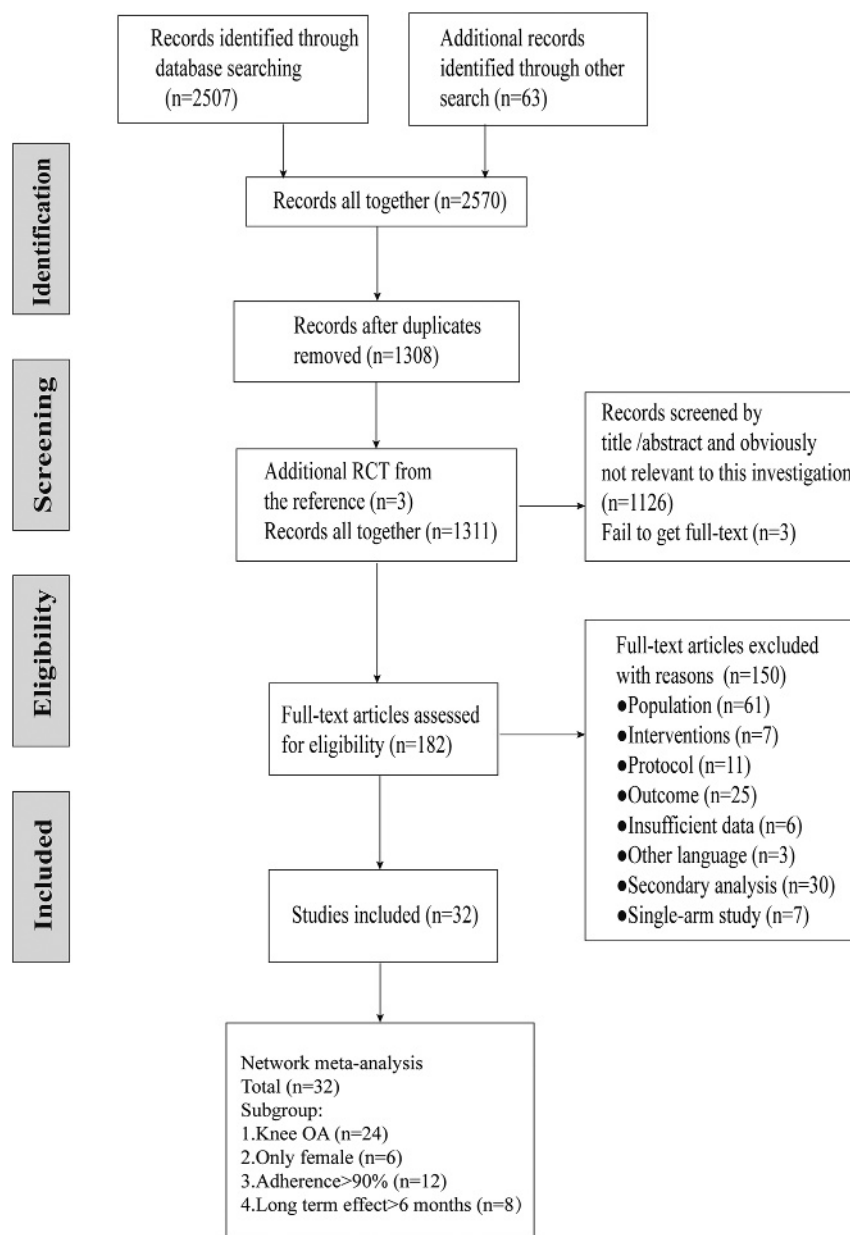 Records identified through
database searching
(n=2507)
Additional records
identified through other
search (n=63)
Identification
Records all together (n=2570)
Records after duplicates
removed (n=1308)
Screening
Additional RCT from
the reference (n=3)
Records all together (n=1311)
Records screened by
title /abstract and obviously
not relevant to this investigation
(n=1126)
Fail to get full-text (n=3)
Eligibility
Full-text articles assessed
for eligibility (n=182)
Full-text articles excluded
with reasons (n=150)
●Population (n=61)
●Interventions (n=7)
●Protocol (n=11)
●Outcome (n=25)
●Insufficient data (n=6)
●Other language (n=3)
●Secondary analysis (n=30)
●Single-arm study (n=7)
Included
Studies included (n=32)
Network meta-analysis
Total (n=32)
Subgroup:
1.Knee OA (n=24)
2.Only female (n=6)
3.Adherence>90% (n=12)
4.Long term effect>6 months (n=8)